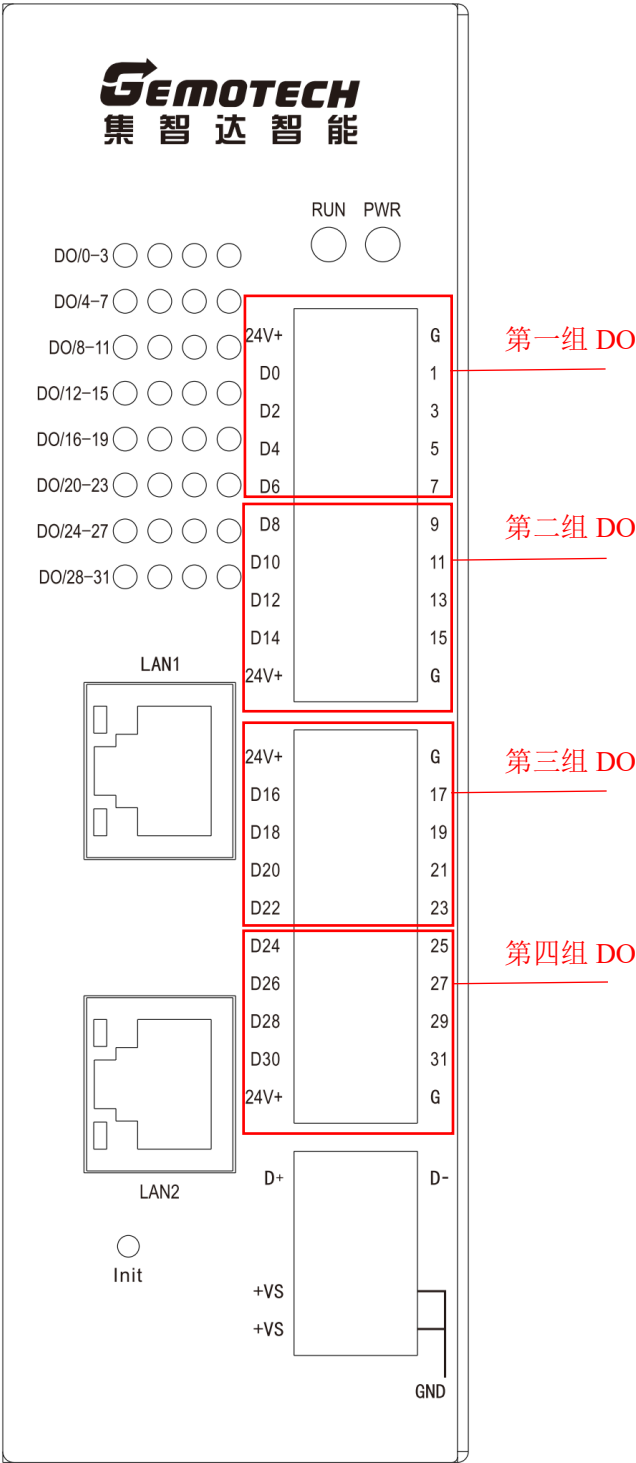 GEMOTECH
集智达智能
RUN PWR
DO/0-3
DO/4-7
DO/8-11
DO/12-15
DO/16-19
DO/20-23
DO/24-27
DO/28-31
24V+ G
D0 1
D2 3
D4 5
D6 7
第一组 DO
D8 9
D10 11
D12 13
D14 15
24V+ G
第二组 DO
LAN1
24V+ G
D16 17
D18 19
D20 21
D22 23
第三组 DO
D24 25
D26 27
D28 29
D30 31
24V+ G
第四组 DO
LAN2
D+ D-
Init
+VS
+VS
GND